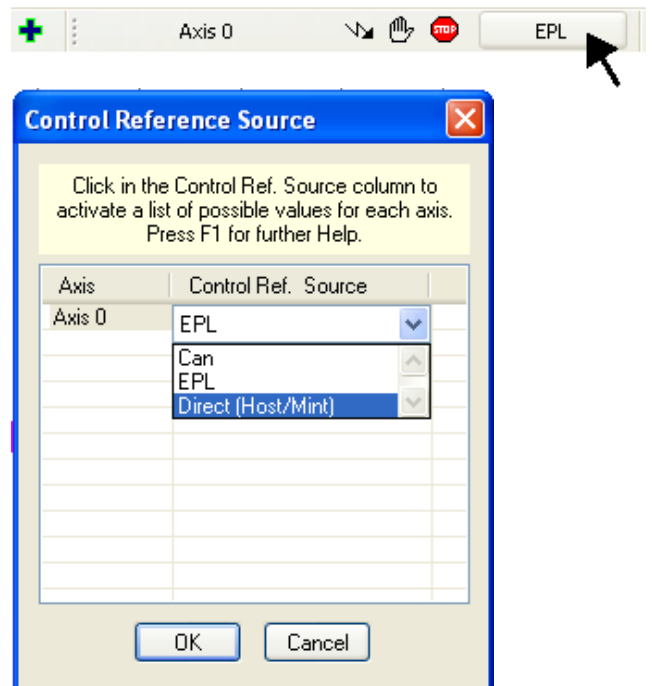 Axis 0 STOP EPL
Control Reference Source
Click in the Control Ref. Source column to
activate a list of possible values for each axis.
Press F1 for further Help.
Axis Control Ref. Source
Axis 0 EPL
Can
EPL
Direct (Host/Mint)
OK Cancel